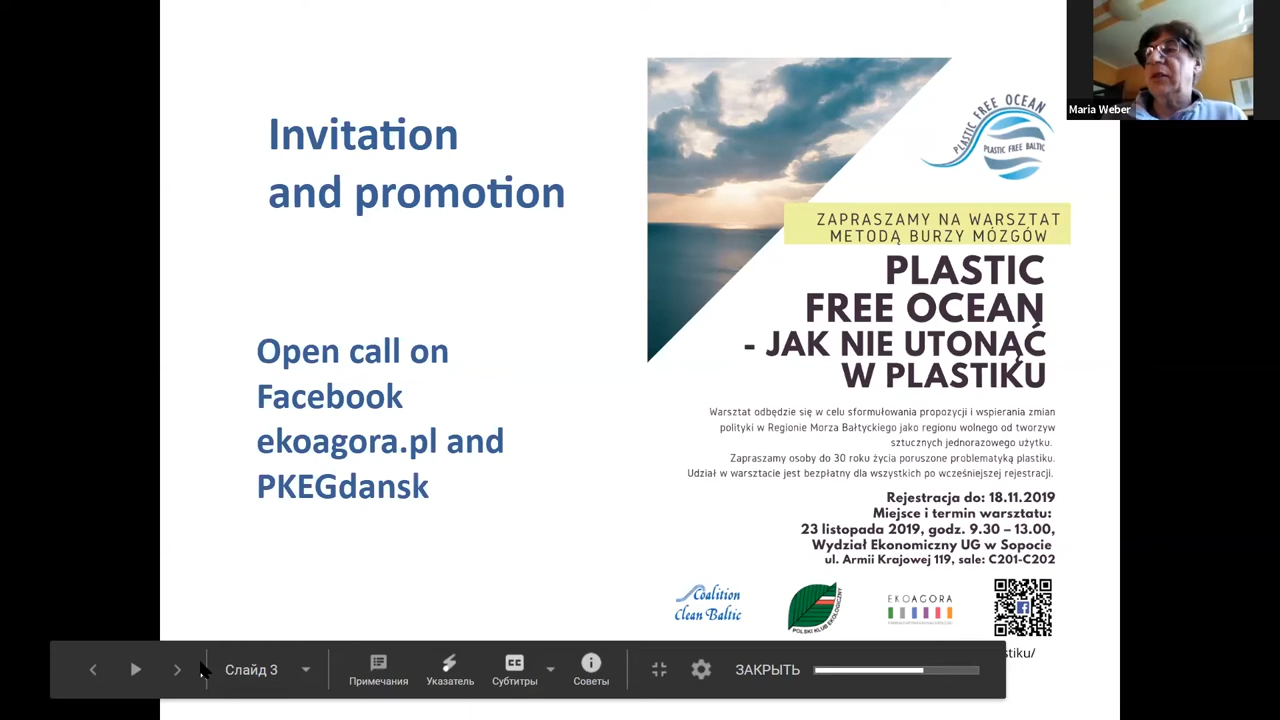 Invitation
and promotion
Open call on
Facebook
ekoagora.pl and
PKEGdansk
PLASTIC FREE OCEAN
PLASTIC FREE BALTIC
ZAPRASZAMY NA WARSZTAT
METODĄ BURZY MÓZGÓW
PLASTIC
FREE OCEAN
- JAK NIE UTONĄĆ
W PLASTIKU
Warsztat odbędzie się w celu sformułowania propozycji i wspierania zmian
polityki w Regionie Morza Bałtyckiego jako regionu wolnego od tworzyw
sztucznych jednorazowego użytku.
Zapraszamy osoby do 30 roku życia poruszone problematyką plastiku.
Udział w warsztacie jest bezpłatny dla wszystkich po wcześniejszej rejestracji.
Rejestracja do: 18.11.2019
Miejsce i termin warsztatu:
23 listopada 2019, godz. 9.30 – 13.00,
Wydział Ekonomiczny UG w Sopocie
ul. Armii Krajowej 119, sale: C201-C202
Coalition
Clean Baltic
POLSKI KLUB EKOLOGICZNY
EKOAGORA
stiku/
Maria Weber
Слайд 3
Примечания
Указатель
Субтитры
Советы
ЗАКРЫТЬ